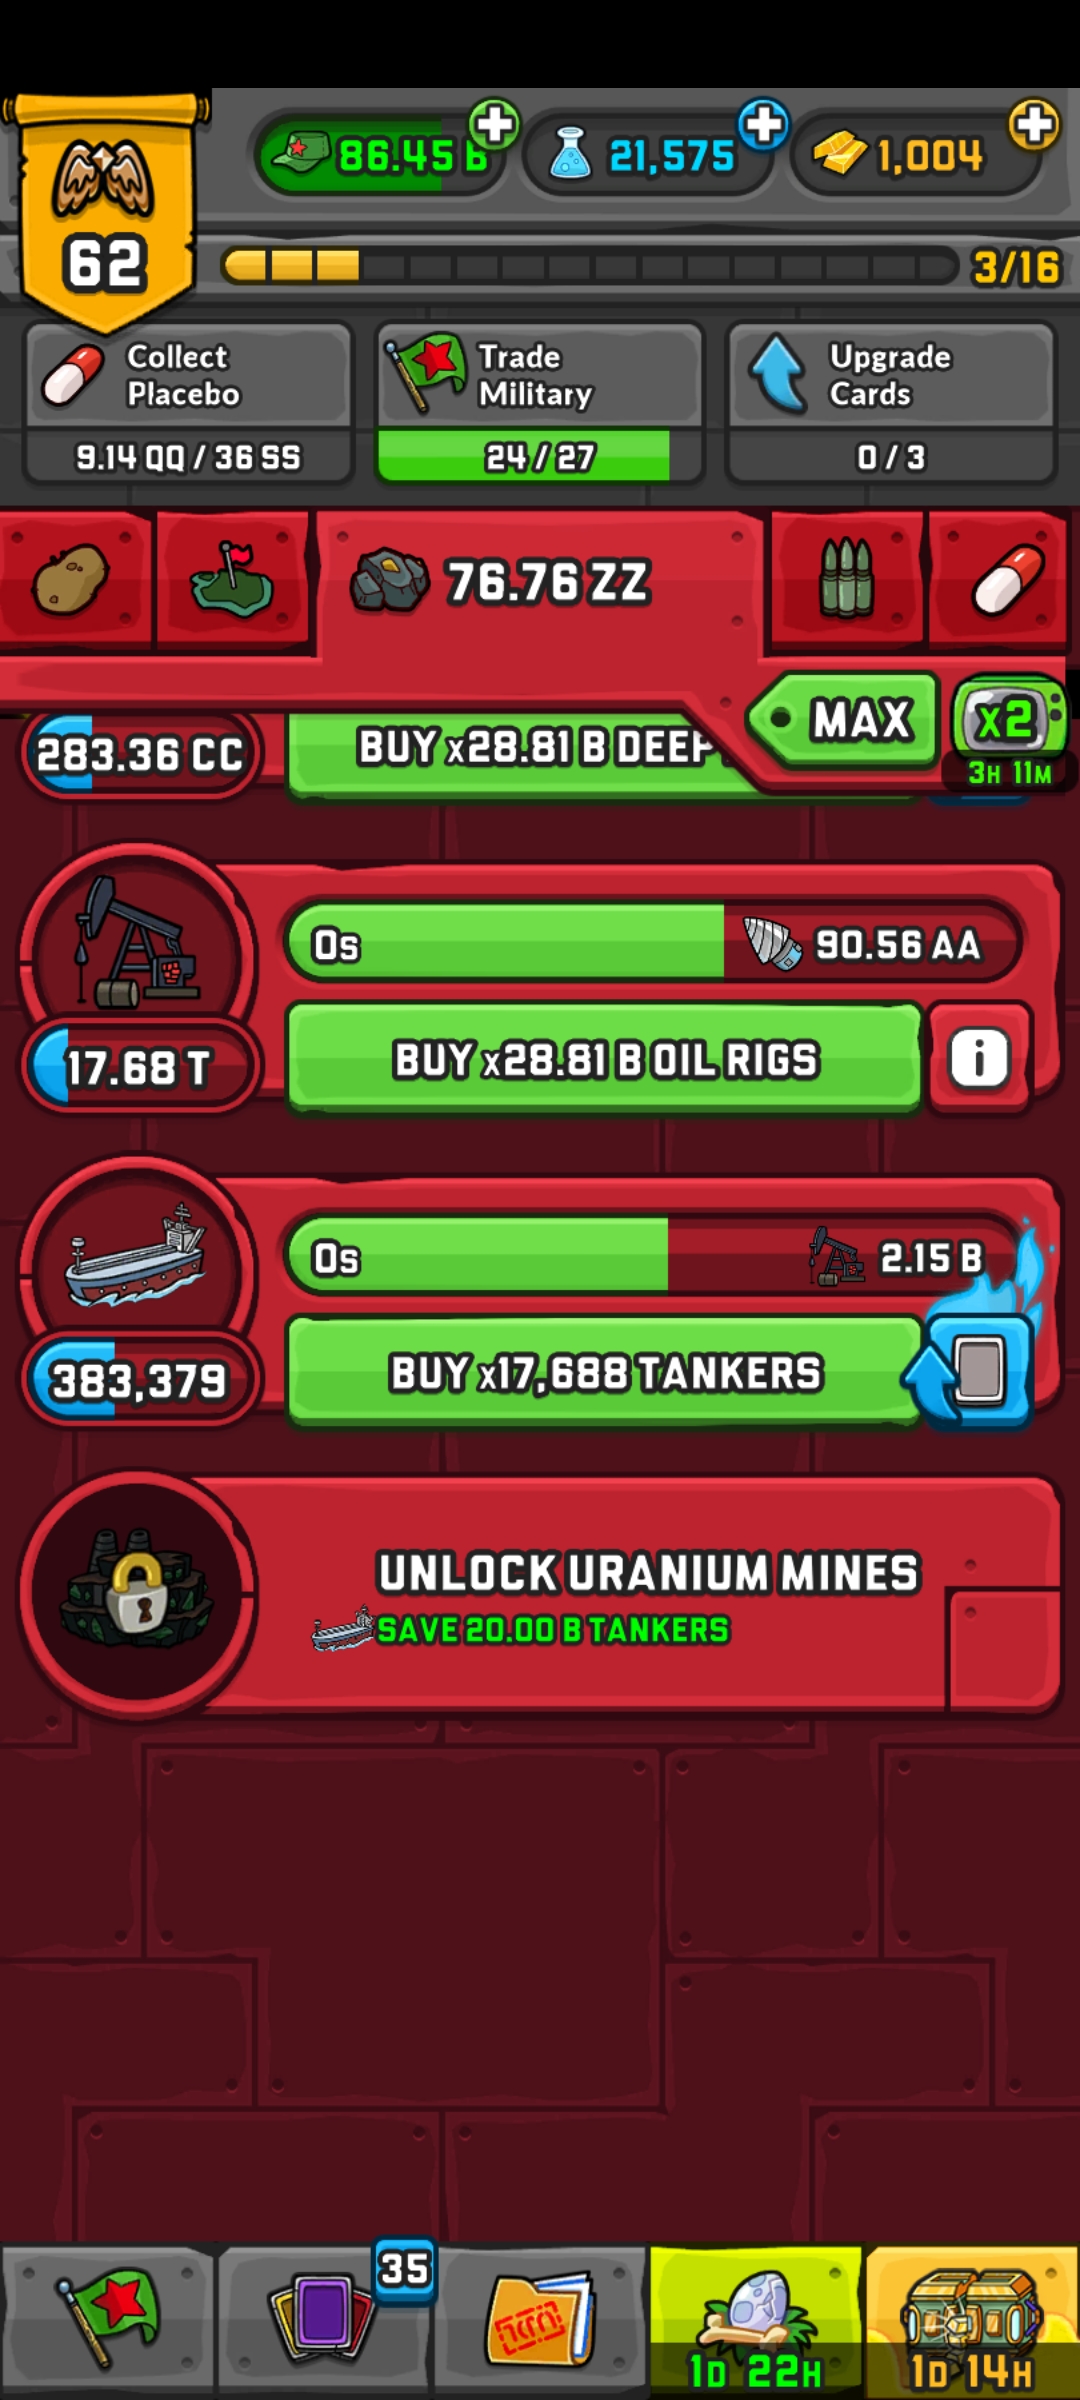 86.45 B
21,575
1,004
62
3/16
Collect
Placebo
9.14 QQ / 36 SS
Trade
Military
24 / 27
Upgrade
Cards
0 / 3
76.76 ZZ
MAX
x2
3H 11M
283.36 CC
BUY x28.81 B DEEP
0s
90.56 AA
17.68 T
BUY x28.81 B OIL RIGS
i
0s
2.15 B
383,379
BUY x17,688 TANKERS
UNLOCK URANIUM MINES
SAVE 20.00 B TANKERS
35
1D 22H
1D 14H